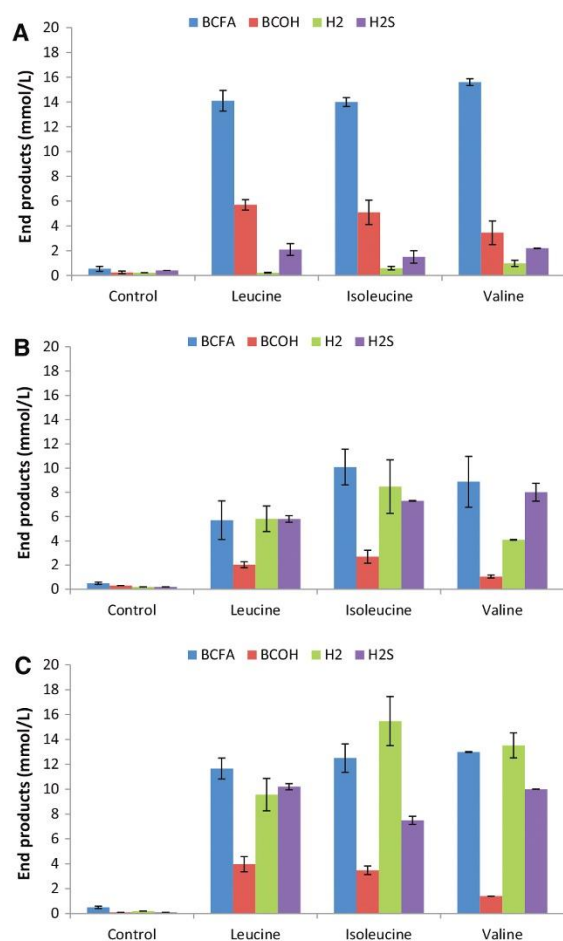 A
BCFA BCOH H2 H2S
End products (mmol/L)
20
18
16
14
12
10
8
6
4
2
0
Control Leucine Isoleucine Valine
B
BCFA BCOH H2 H2S
End products (mmol/L)
20
18
16
14
12
10
8
6
4
2
0
Control Leucine Isoleucine Valine
C
BCFA BCOH H2 H2S
End products (mmol/L)
20
18
16
14
12
10
8
6
4
2
0
Control Leucine Isoleucine Valine